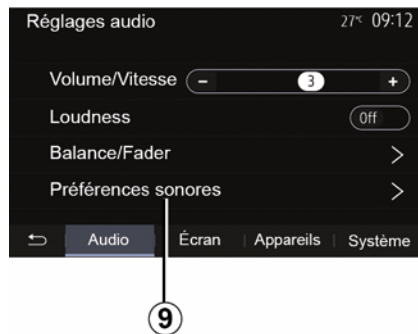 Réglages audio 27°C 09:12
Volume/Vitesse - 3 +
Loudness Off
Balance/Fader >
Préférences sonores >
Audio Écran Appareils Système
9